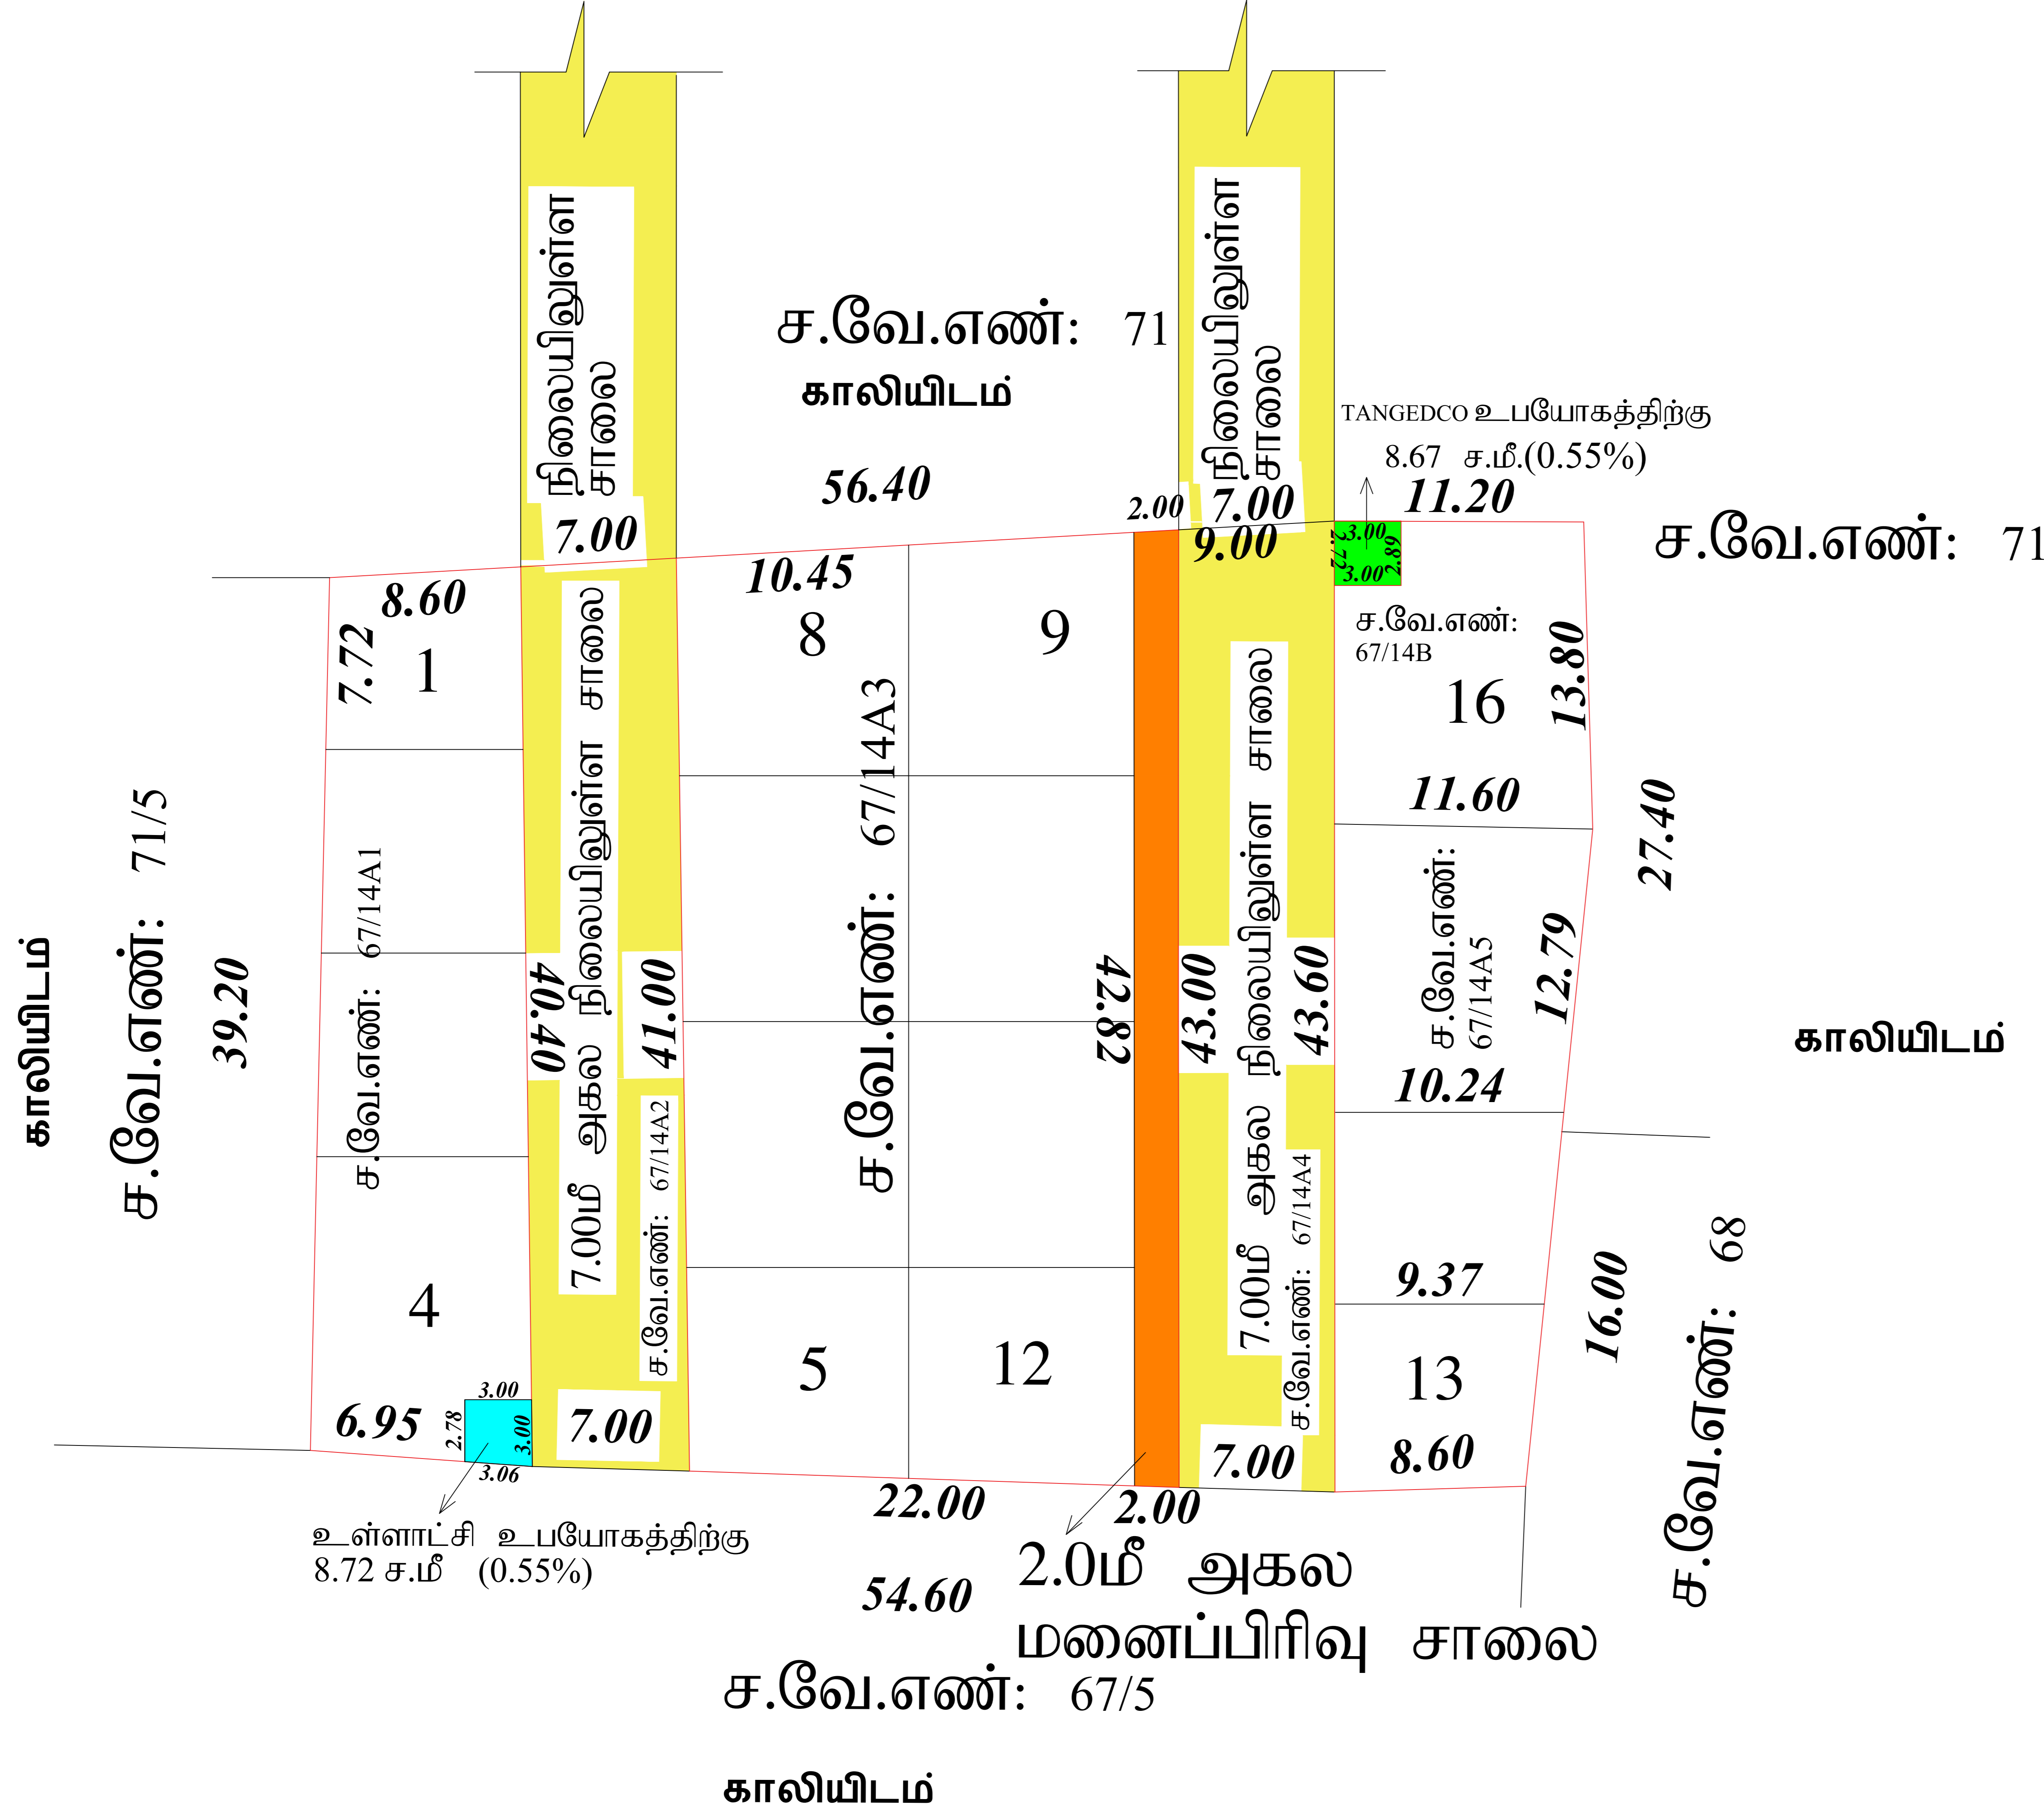 நிலையிலுள்ள
சாலை
நிலையிலுள்ள
சாலை
ச.வே.எண்: 71
காலியிடம்
56.40
TANGEDCO உபயோகத்திற்கு
8.67 ச.மீ.(0.55%)
11.20
2.00
7.00
7.00
9.00
3.00
2.72
2.89
3.00
ச.வே.எண்: 71
8.60
10.45
7.72
1
8
9
ச.வே.எண்:
67/14B
16
13.80
11.60
27.40
காலியிடம்
ச.வே.எண்: 71/5
39.20
ச.வே.எண்: 67/14A1
40.40
7.00மீ அகல நிலையிலுள்ள சாலை
41.00
ச.வே.எண்: 67/14A2
ச.வே.எண்: 67/14A3
42.82
43.00
7.00மீ அகல நிலையிலுள்ள சாலை
43.60
ச.வே.எண்: 67/14A4
ச.வே.எண்:
67/14A5
12.79
10.24
காலியிடம்
9.37
16.00
ச.வே.எண்: 68
4
5
12
13
3.00
6.95
2.78
3.00
3.06
7.00
7.00
8.60
22.00
2.00
உள்ளாட்சி உபயோகத்திற்கு
8.72 ச.மீ (0.55%)
54.60
2.0மீ அகல
மனைப்பிரிவு சாலை
ச.வே.எண்: 67/5
காலியிடம்